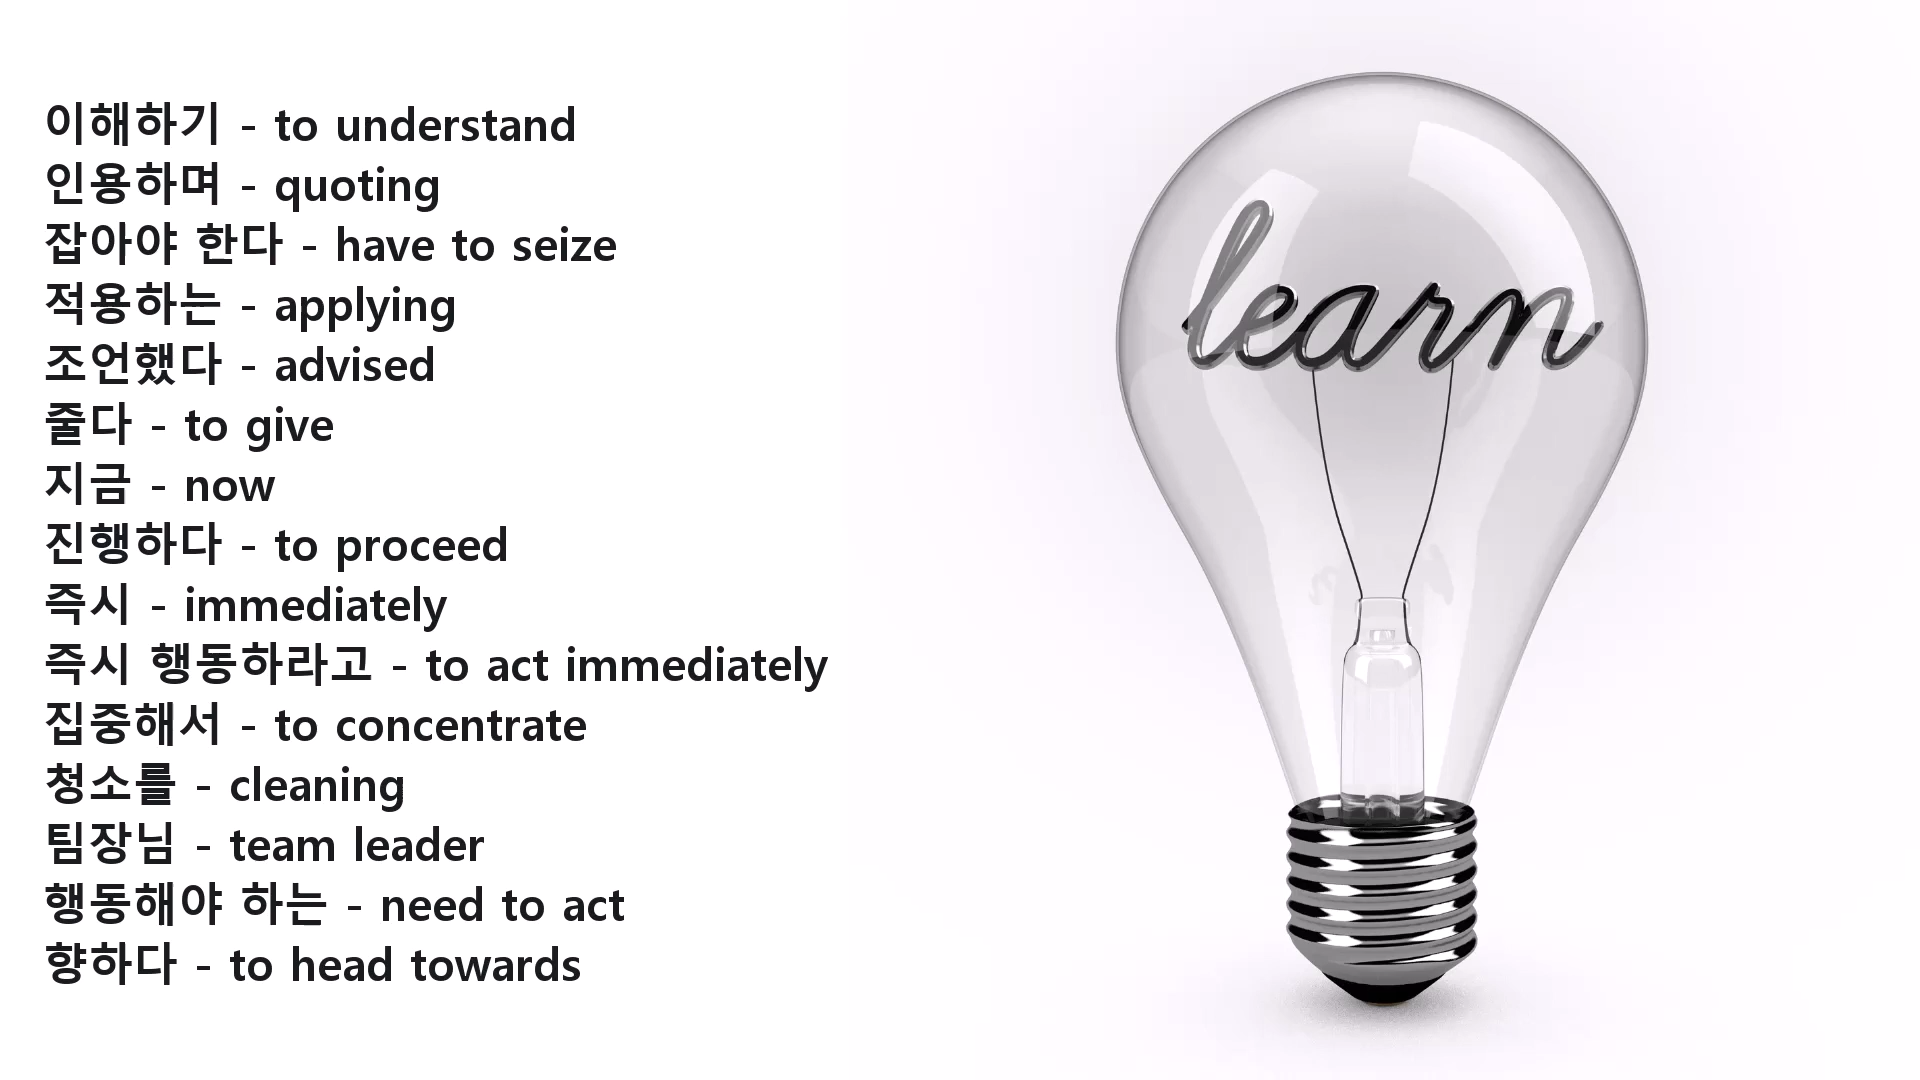 이해하기 - to understand
인용하며 - quoting
잡아야 한다 - have to seize
적용하는 - applying
조언했다 - advised
줄다 - to give
지금 - now
진행하다 - to proceed
즉시 - immediately
즉시 행동하라고 - to act immediately
집중해서 - to concentrate
청소를 - cleaning
팀장님 - team leader
행동해야 하는 - need to act
향하다 - to head towards
learn